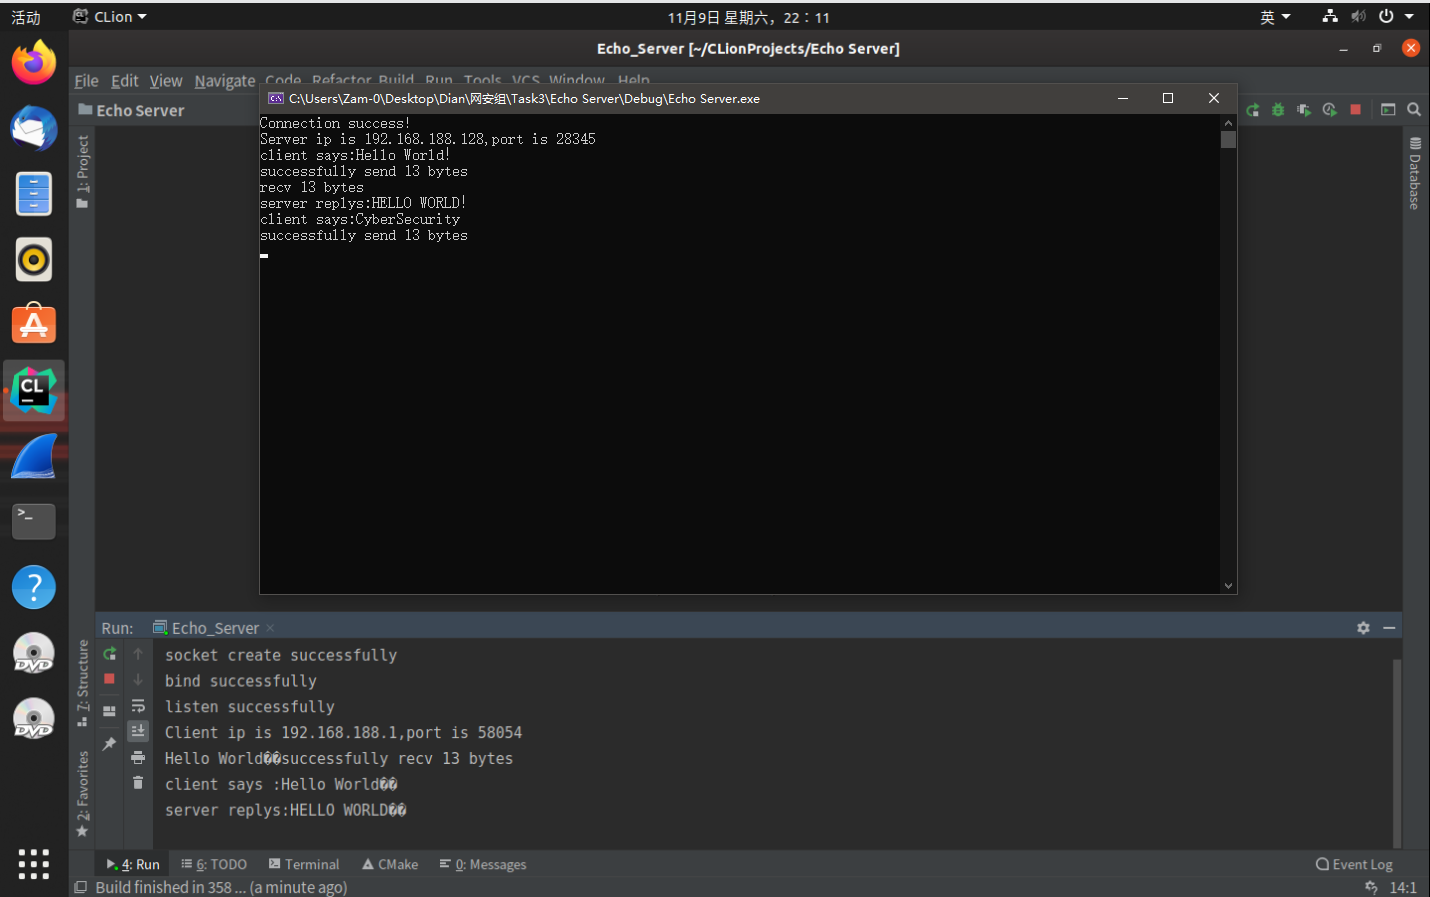 活动
CLion
11月9日 星期六，22：11
英
Echo_Server [~/CLionProjects/Echo Server]
File Edit View Navigate Code Refactor Build Run Tools VCS Window Help
Echo Server
C:\Users\Zam-0\Desktop\Dian\网安组\Task3\Echo Server\Debug\Echo Server.exe
Connection success!
Server ip is 192.168.188.128,port is 28345
client says:Hello World!
successfully send 13 bytes
recv 13 bytes
server replys:HELLO WORLD!
client says:CyberSecurity
successfully send 13 bytes
1: Project
Database
CL
>_
?
DVD
DVD
7: Structure
2: Favorites
Run: Echo_Server
socket create successfully
bind successfully
listen successfully
Client ip is 192.168.188.1,port is 58054
Hello World��successfully recv 13 bytes
client says :Hello World��
server replys:HELLO WORLD��
4: Run 6: TODO Terminal CMake 0: Messages Event Log
Build finished in 358 ... (a minute ago) 14:1